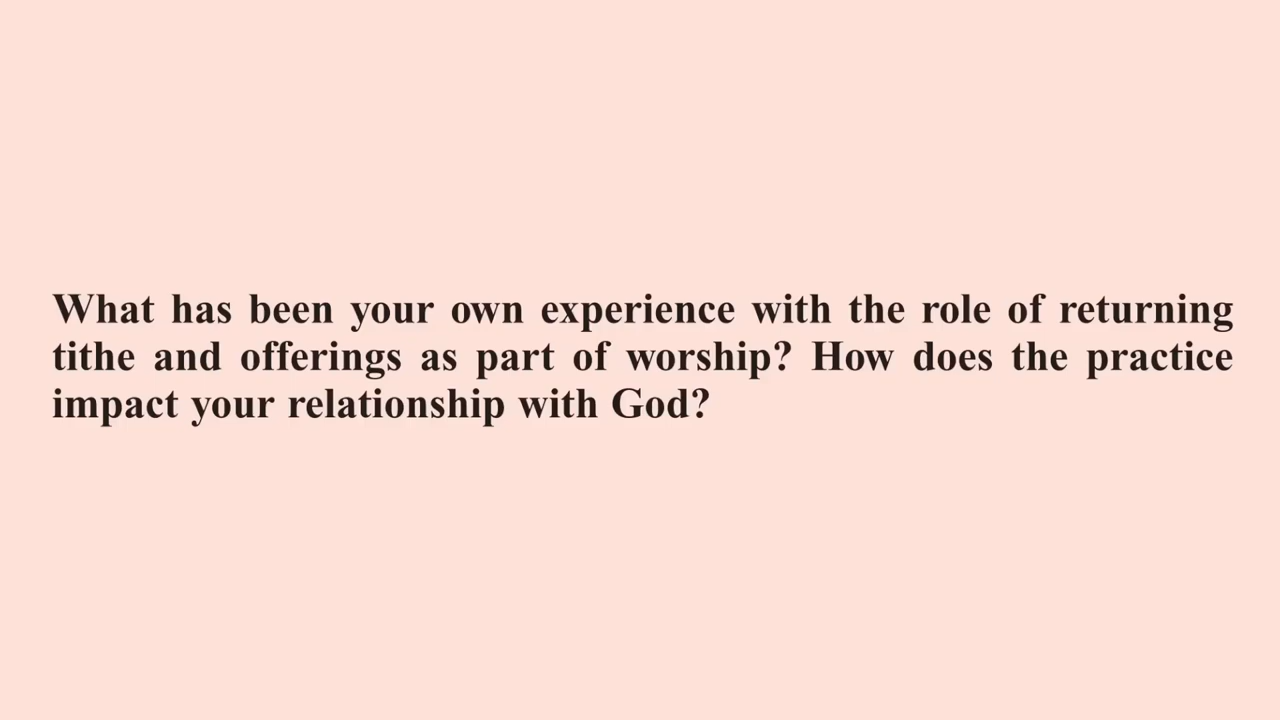 What has been your own experience with the role of returning
tithe and offerings as part of worship? How does the practice
impact your relationship with God?